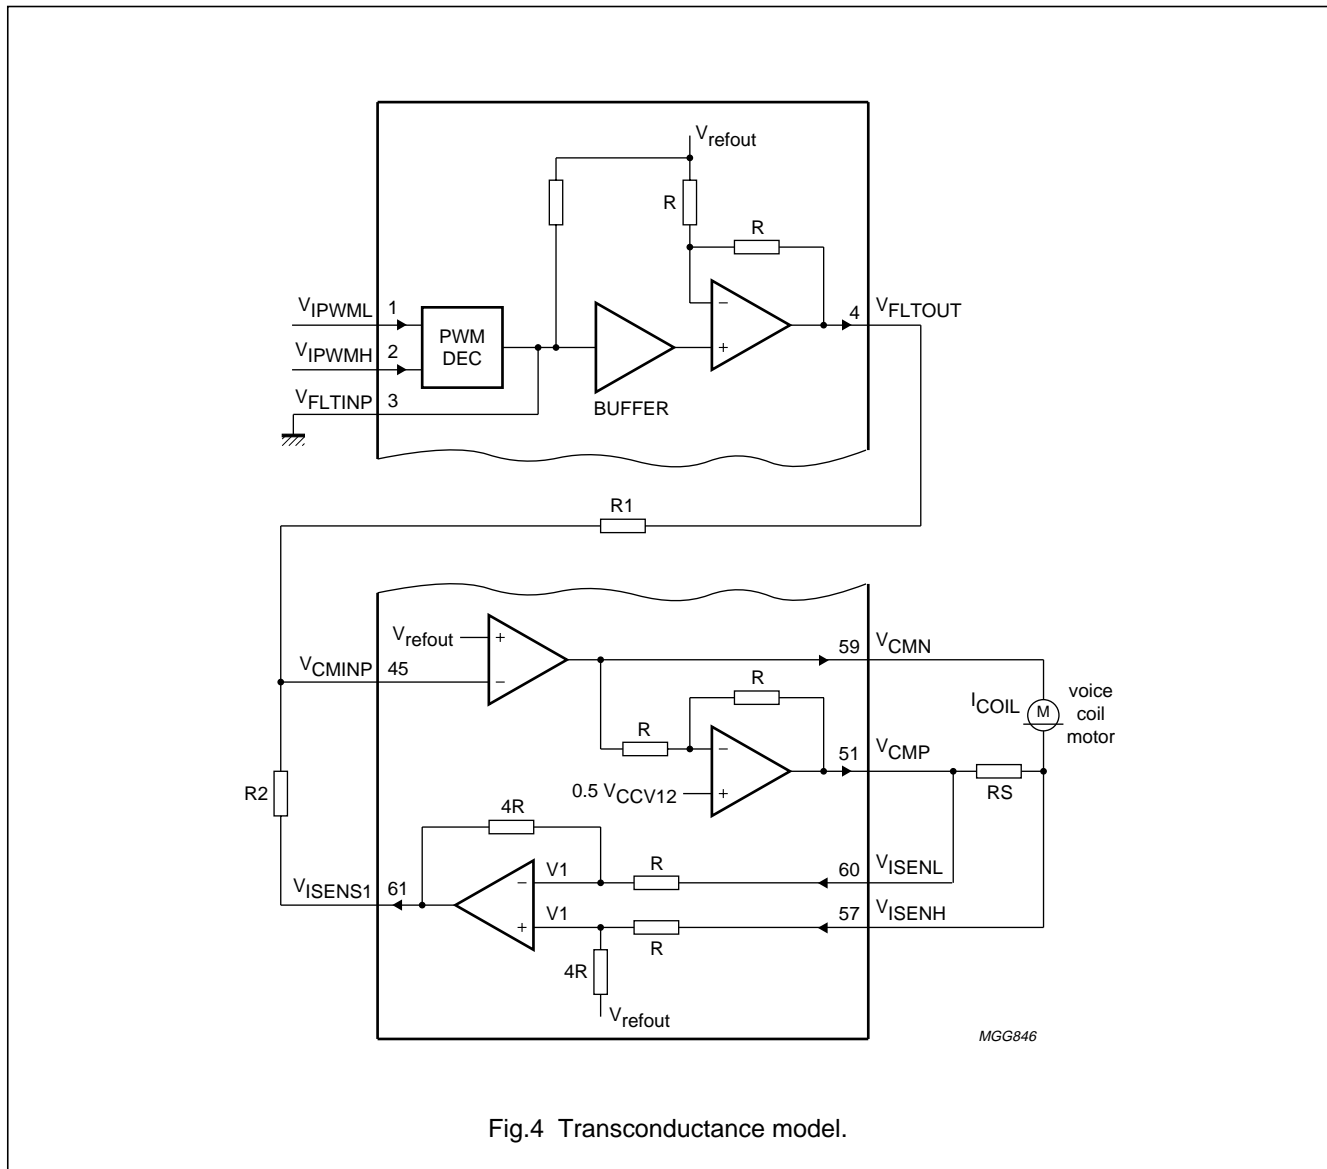 Vrefout
R
R
VIPWML 1
PWM DEC
4 VFLTOUT
VIPWMH 2
− +
VFLTINP 3
BUFFER
R1
Vrefout + −
59 VCMN
VCMINP 45
R
ICOIL
M
voice coil motor
R
− +
51 VCMP
0.5 VCCV12
RS
R2
4R
V1
R
60 VISENL
VISENS1 61
− +
V1
R
57 VISENH
4R
Vrefout
MGG846
Fig.4 Transconductance model.